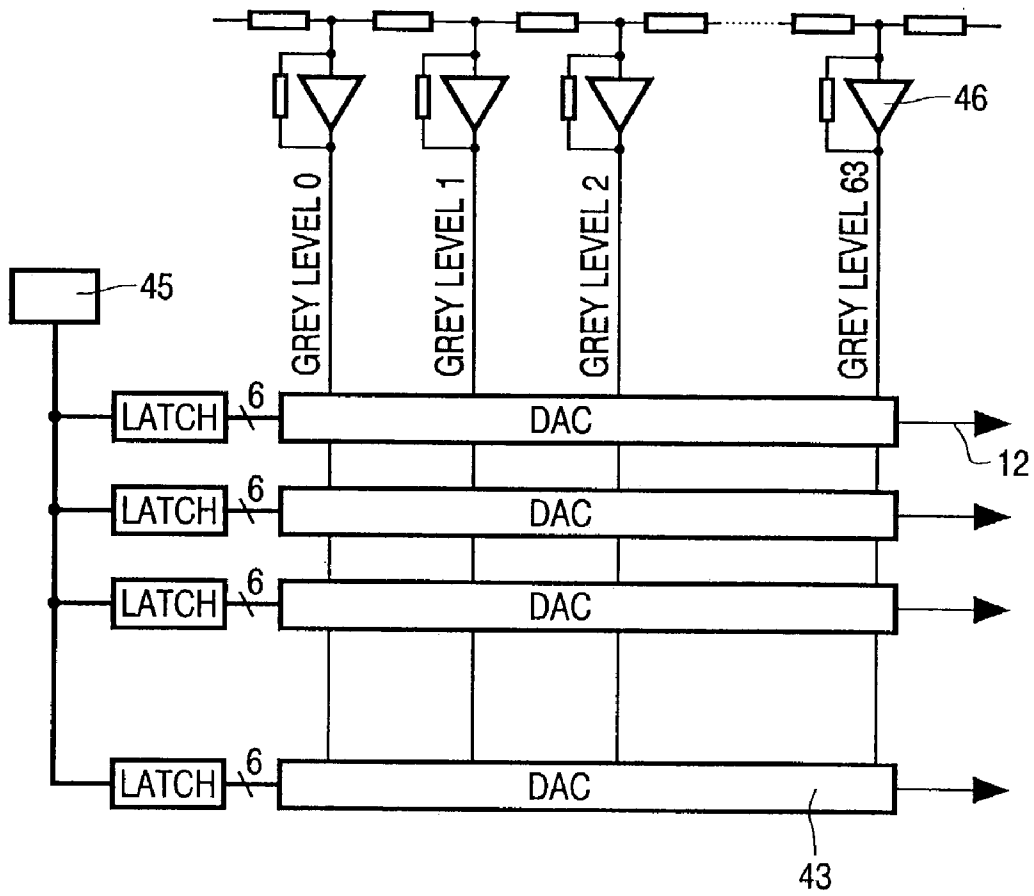 46
GREY LEVEL 0
GREY LEVEL 1
GREY LEVEL 2
GREY LEVEL 63
45
LATCH
6
DAC
12
LATCH
6
DAC
LATCH
6
DAC
LATCH
6
DAC
43